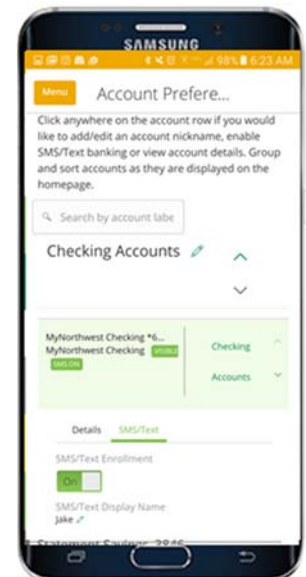 SAMSUNG
98% 6:23 AM
Menu Account Prefere...
Click anywhere on the account row if you would
like to add/edit an account nickname, enable
SMS/Text banking or view account details. Group
and sort accounts as they are displayed on the
homepage.
Search by account labe
Checking Accounts
MyNorthwest Checking *6...
MyNorthwest Checking VISIBLE
SMS ON
Checking
Accounts
Details SMS/Text
SMS/Text Enrollment
On
SMS/Text Display Name
Jake
Statement Savings 3846